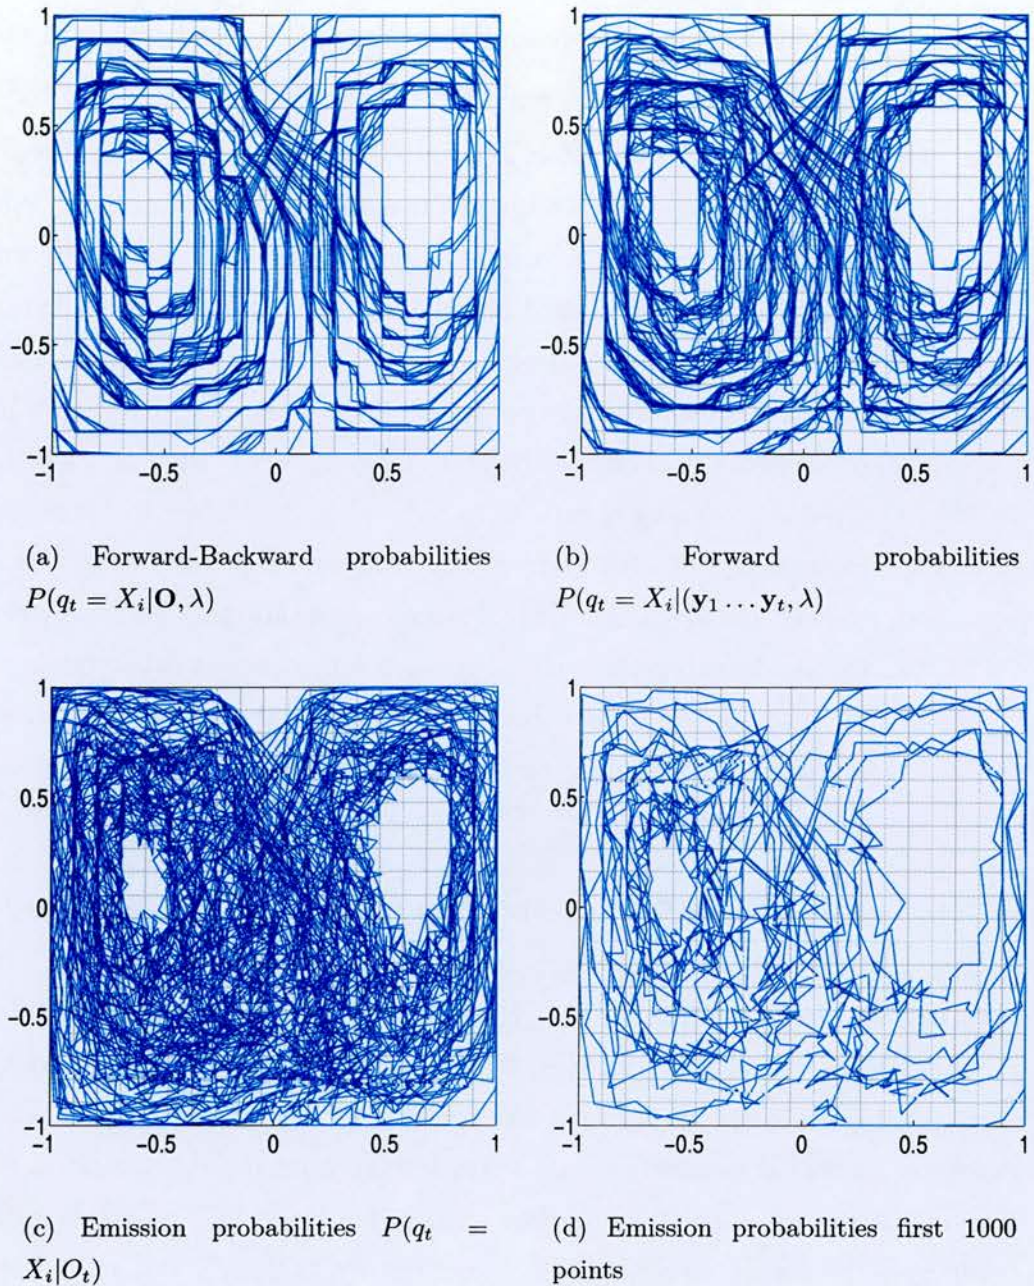 1
0.5
0
-0.5
-1
-1 -0.5 0 0.5 1
1
0.5
0
-0.5
-1
-1 -0.5 0 0.5 1
(a) Forward-Backward probabilities
P(q_t = X_i|O, λ)
(b) Forward probabilities
P(q_t = X_i|(y_1 . . . y_t, λ)
1
0.5
0
-0.5
-1
-1 -0.5 0 0.5 1
1
0.5
0
-0.5
-1
-1 -0.5 0 0.5 1
(c) Emission probabilities P(q_t =
X_i|O_t)
(d) Emission probabilities first 1000
points